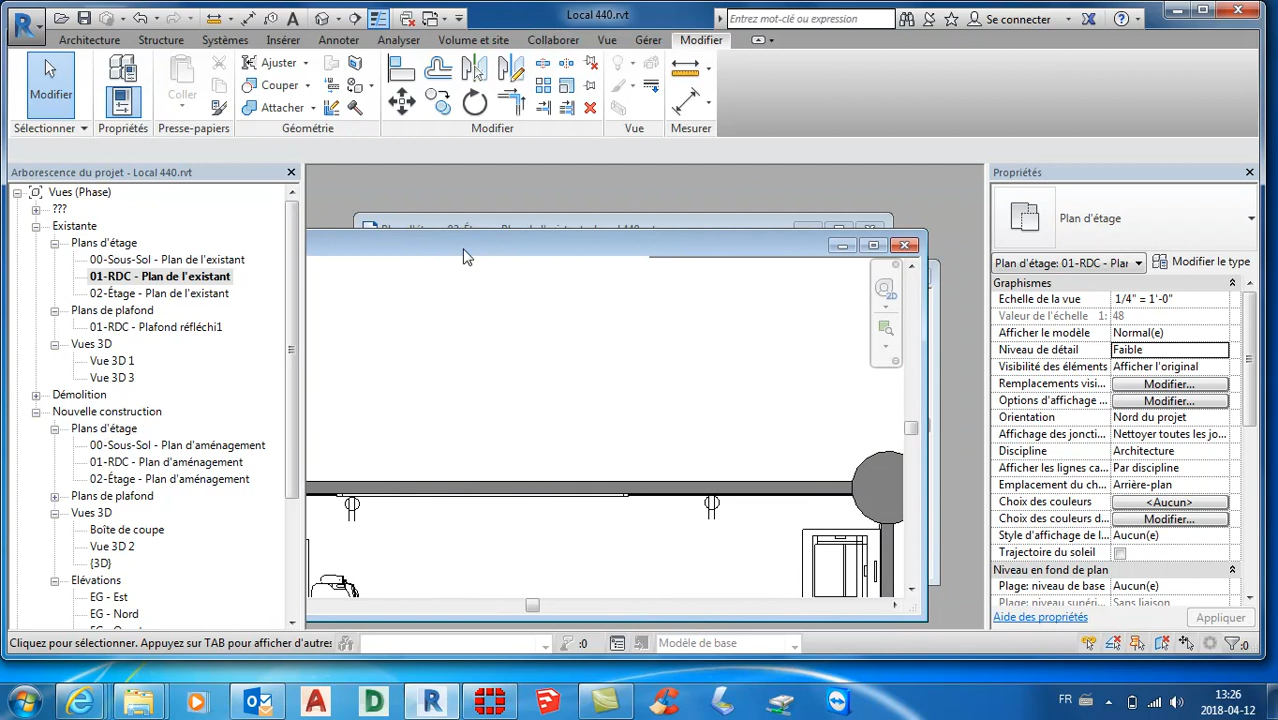 Local 440.rvt
Entrez mot-clé ou expression
Se connecter
Architecture
Structure
Systèmes
Insérer
Annoter
Analyser
Volume et site
Collaborer
Vue
Gérer
Modifier
Modifier
Propriétés
Coller
Ajuster
Couper
Attacher
Sélectionner
Presse-papiers
Géométrie
Modifier
Vue
Mesurer
Arborescence du projet - Local 440.rvt
Vues (Phase)
???
Existante
Plans d'étage
00-Sous-Sol - Plan de l'existant
01-RDC - Plan de l'existant
02-Étage - Plan de l'existant
Plans de plafond
01-RDC - Plafond réfléchi1
Vues 3D
Vue 3D 1
Vue 3D 3
Démolition
Nouvelle construction
Plans d'étage
00-Sous-Sol - Plan d'aménagement
01-RDC - Plan d'aménagement
02-Étage - Plan d'aménagement
Plans de plafond
Vues 3D
Boîte de coupe
Vue 3D 2
{3D}
Elévations
EG - Est
EG - Nord
2D
Propriétés
Plan d'étage
Plan d'étage: 01-RDC - Plar
Modifier le type
Graphismes
Echelle de la vue 1/4" = 1'-0"
Valeur de l'échelle 1: 48
Afficher le modèle Normal(e)
Niveau de détail Faible
Visibilité des éléments Afficher l'original
Remplacements visi... Modifier...
Options d'affichage ... Modifier...
Orientation Nord du projet
Affichage des joncti... Nettoyer toutes les jo...
Discipline Architecture
Afficher les lignes ca... Par discipline
Emplacement du ch... Arrière-plan
Choix des couleurs <Aucun>
Choix des couleurs d... Modifier...
Style d'affichage de l... Aucun(e)
Trajectoire du soleil
Niveau en fond de plan
Plage: niveau de base Aucun(e)
Plage: niveau supéri... Sans liaison
Aide des propriétés
Appliquer
Cliquez pour sélectionner. Appuyez sur TAB pour afficher d'autres
:0
Modèle de base
:0
FR
13:26
2018-04-12